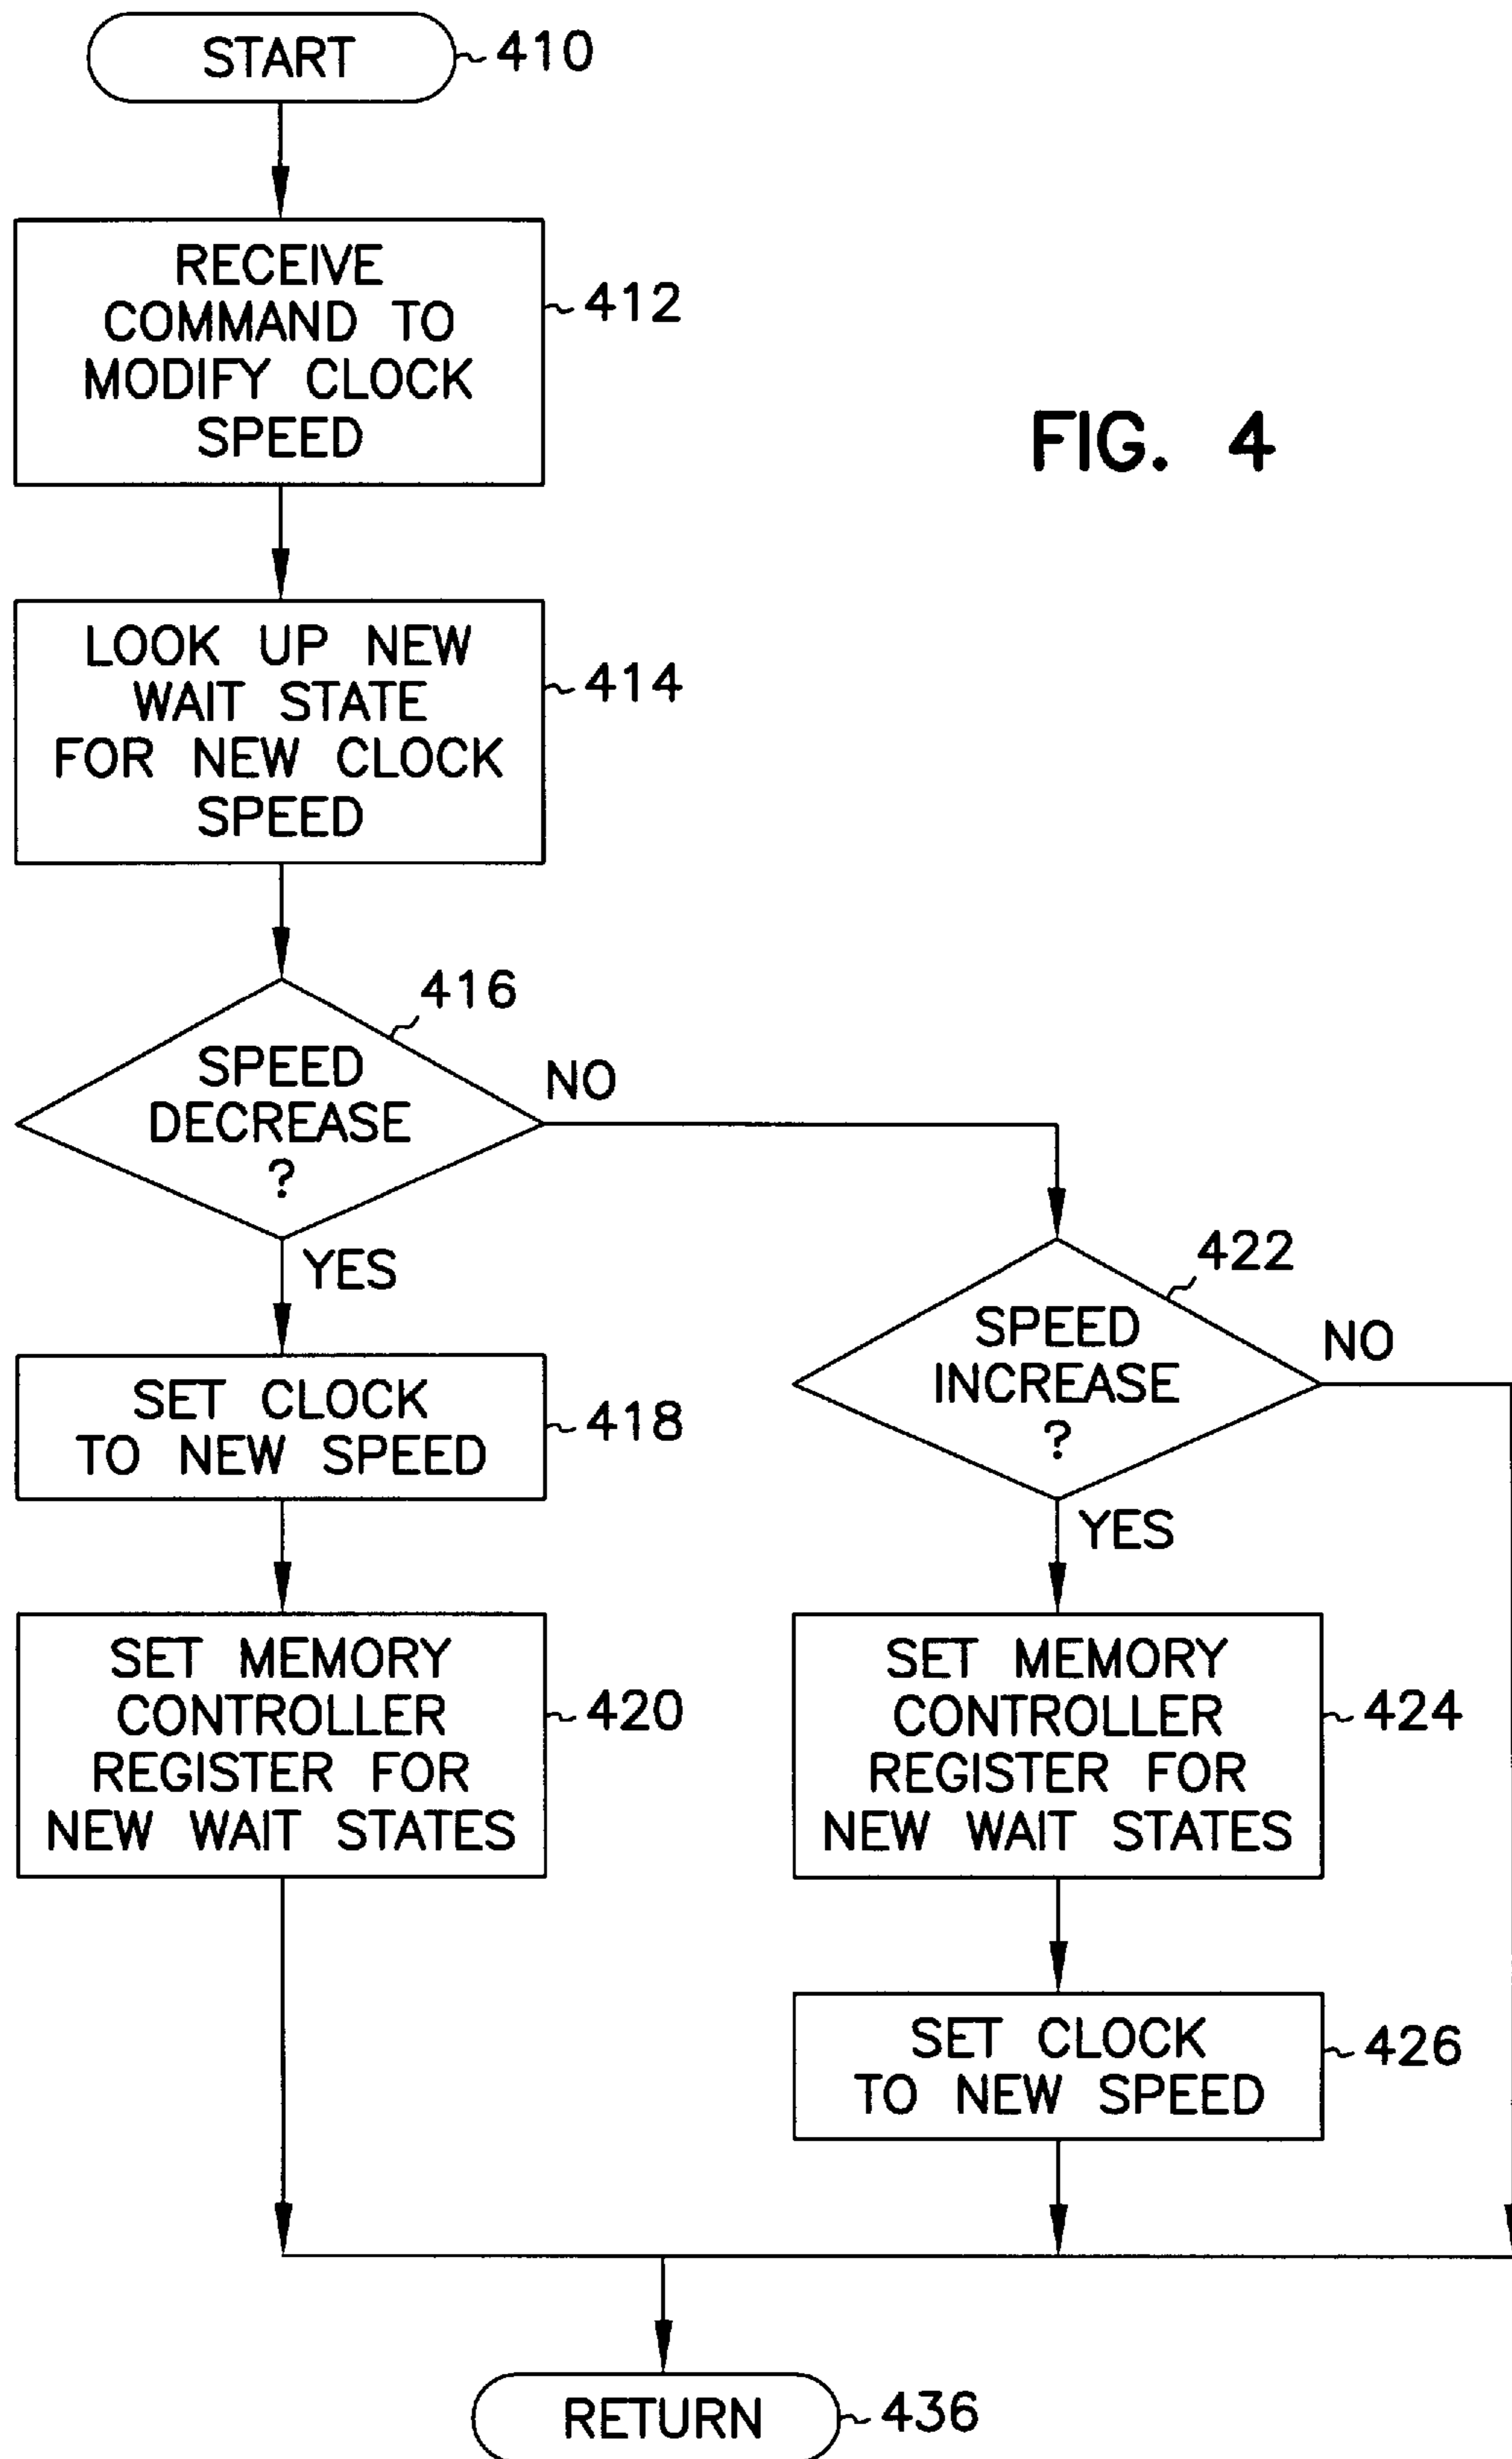 START
410
RECEIVE
COMMAND TO
MODIFY CLOCK
SPEED
412
FIG. 4
LOOK UP NEW
WAIT STATE
FOR NEW CLOCK
SPEED
414
416
SPEED
DECREASE
?
NO
YES
422
SPEED
INCREASE
?
NO
YES
SET CLOCK
TO NEW SPEED
418
SET MEMORY
CONTROLLER
REGISTER FOR
NEW WAIT STATES
420
SET MEMORY
CONTROLLER
REGISTER FOR
NEW WAIT STATES
424
SET CLOCK
TO NEW SPEED
426
RETURN
436